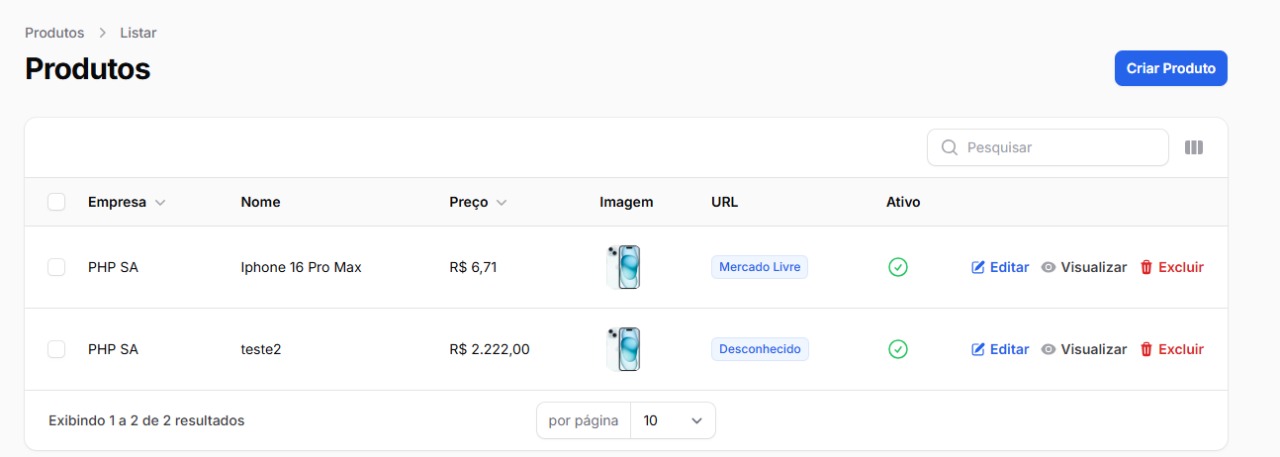 Produtos > Listar
Produtos
Criar Produto
Pesquisar
Empresa Nome Preço Imagem URL Ativo
PHP SA Iphone 16 Pro Max R$ 6,71 Mercado Livre Editar Visualizar Excluir
PHP SA teste2 R$ 2.222,00 Desconhecido Editar Visualizar Excluir
Exibindo 1 a 2 de 2 resultados por página 10